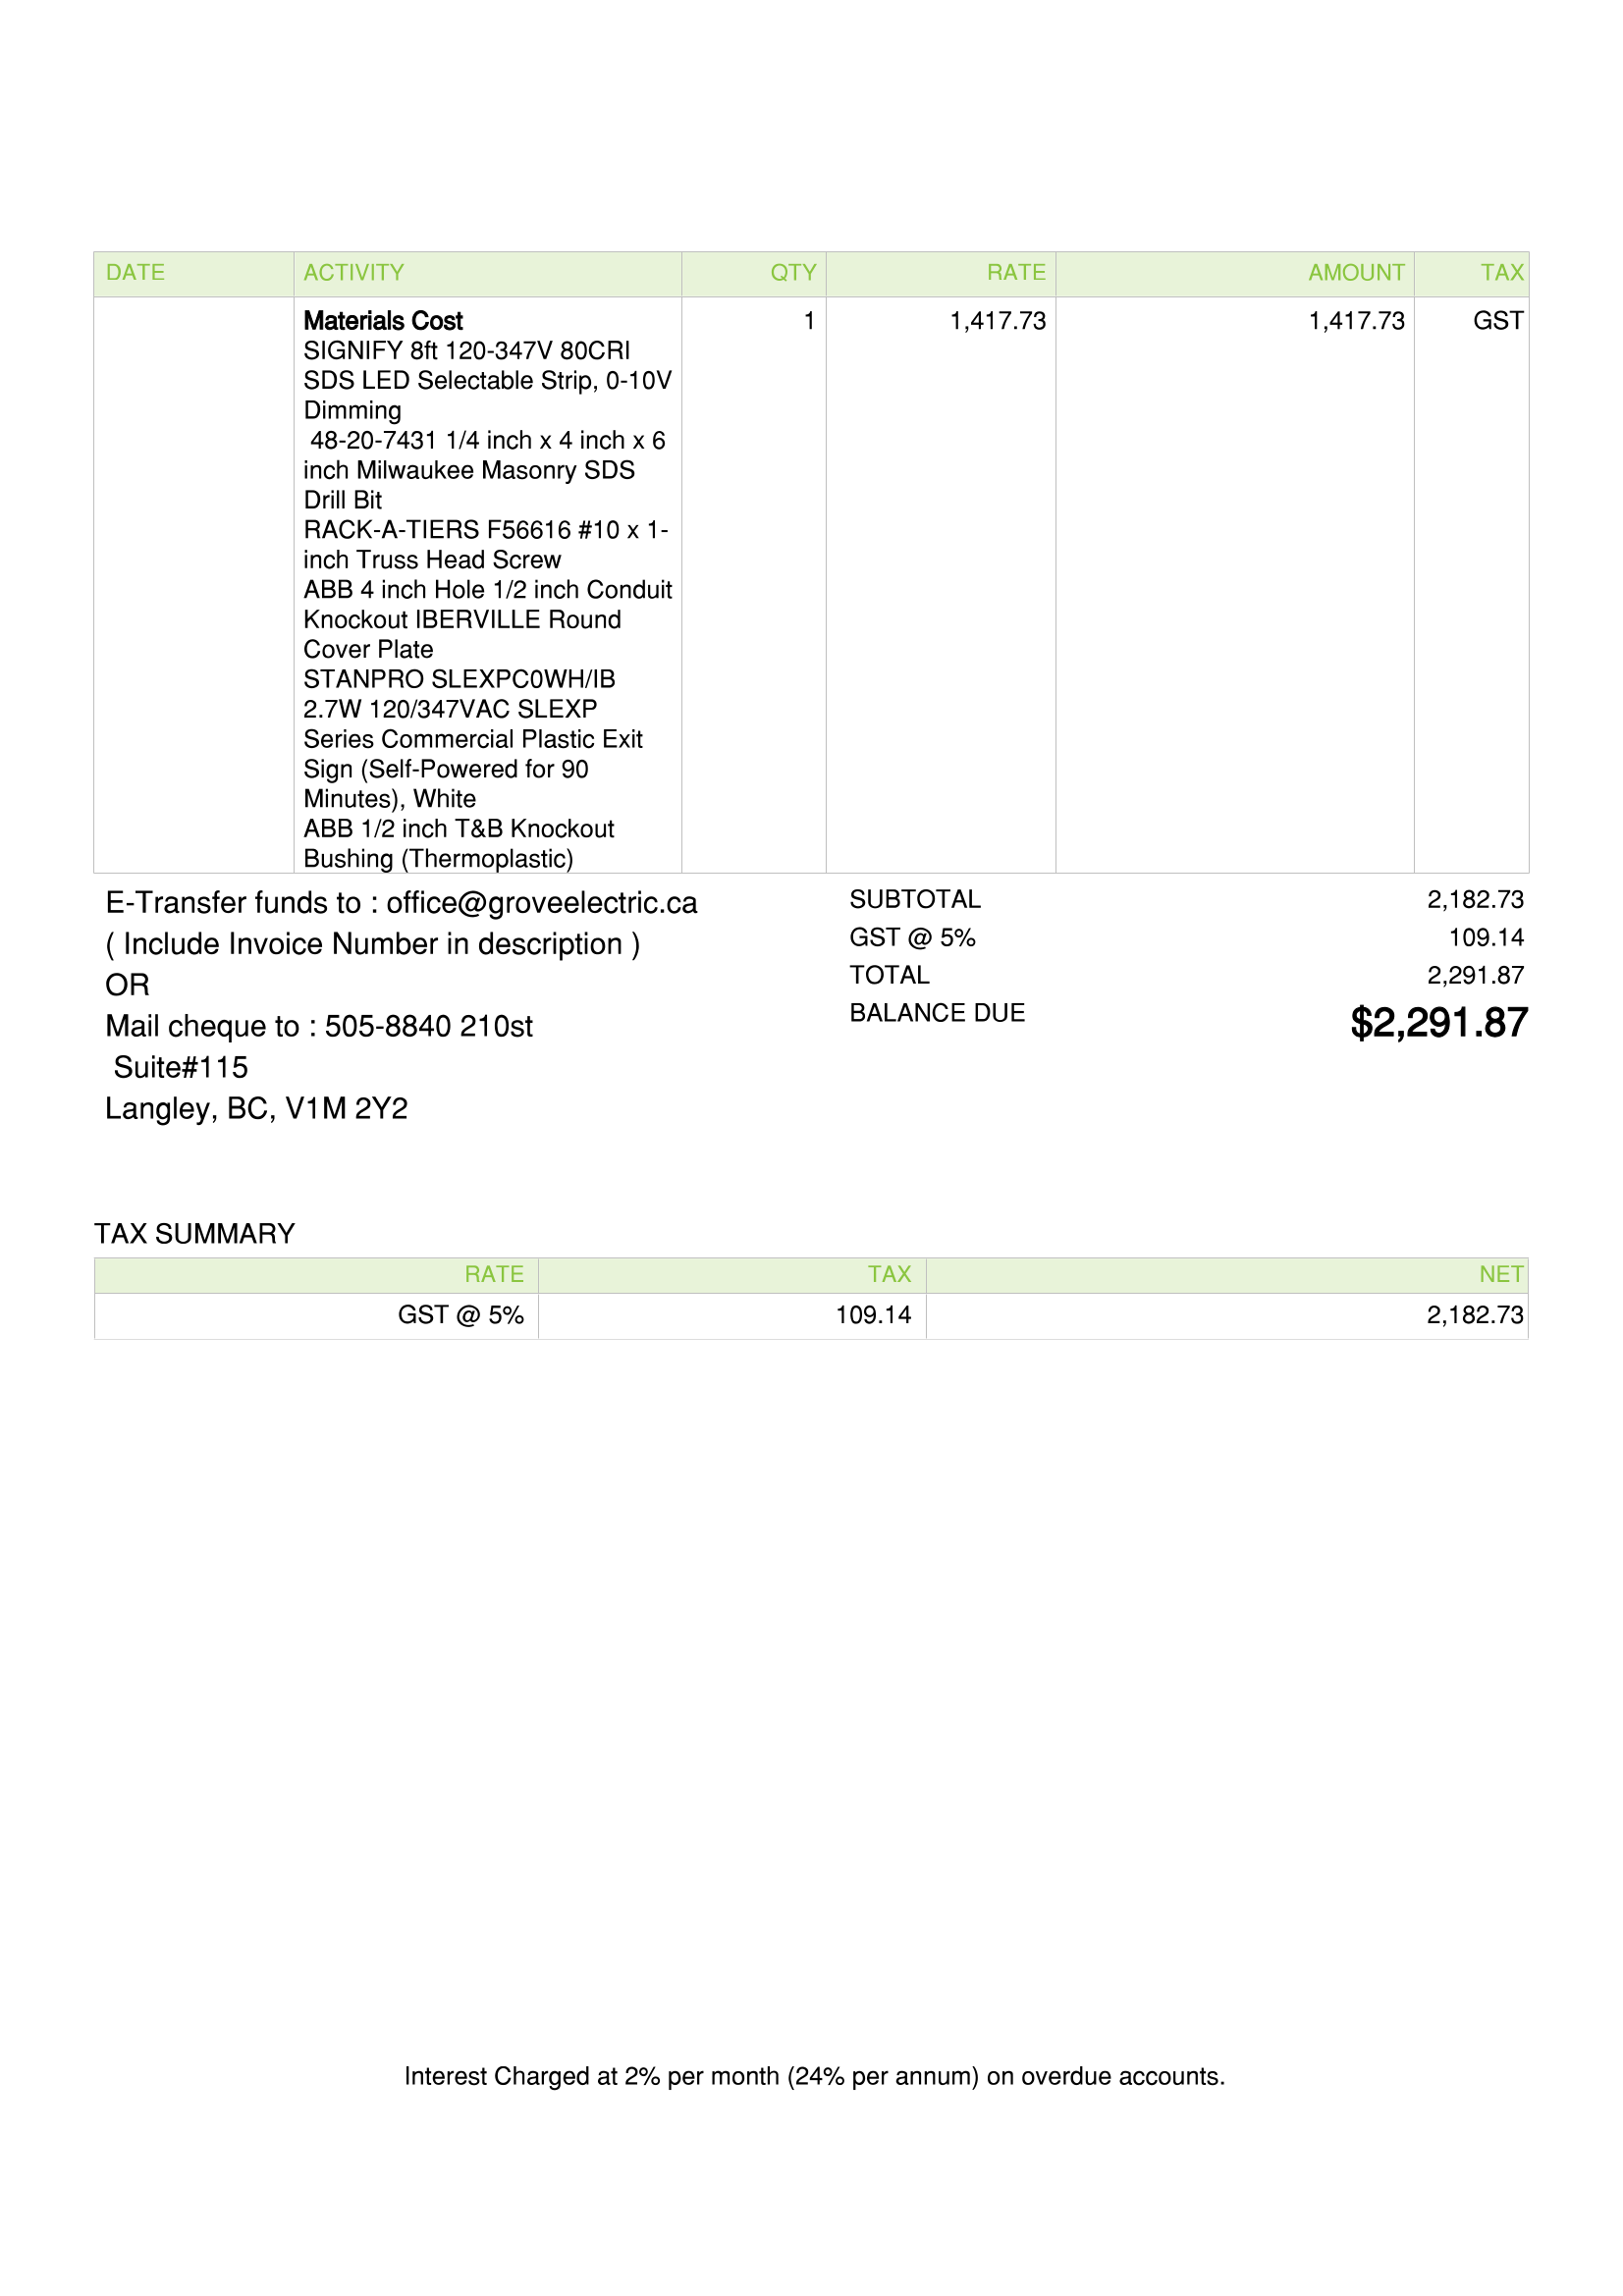 DATE ACTIVITY QTY RATE AMOUNT TAX
Materials Cost 1 1,417.73 1,417.73 GST
SIGNIFY 8ft 120-347V 80CRI
SDS LED Selectable Strip, 0-10V
Dimming
48-20-7431 1/4 inch x 4 inch x 6
inch Milwaukee Masonry SDS
Drill Bit
RACK-A-TIERS F56616 #10 x 1-
inch Truss Head Screw
ABB 4 inch Hole 1/2 inch Conduit
Knockout IBERVILLE Round
Cover Plate
STANPRO SLEXPC0WH/IB
2.7W 120/347VAC SLEXP
Series Commercial Plastic Exit
Sign (Self-Powered for 90
Minutes), White
ABB 1/2 inch T&B Knockout
Bushing (Thermoplastic)
E-Transfer funds to : office@groveelectric.ca
( Include Invoice Number in description )
OR
Mail cheque to : 505-8840 210st
Suite#115
Langley, BC, V1M 2Y2
SUBTOTAL 2,182.73
GST @ 5% 109.14
TOTAL 2,291.87
BALANCE DUE $2,291.87
TAX SUMMARY
RATE TAX NET
GST @ 5% 109.14 2,182.73
Interest Charged at 2% per month (24% per annum) on overdue accounts.